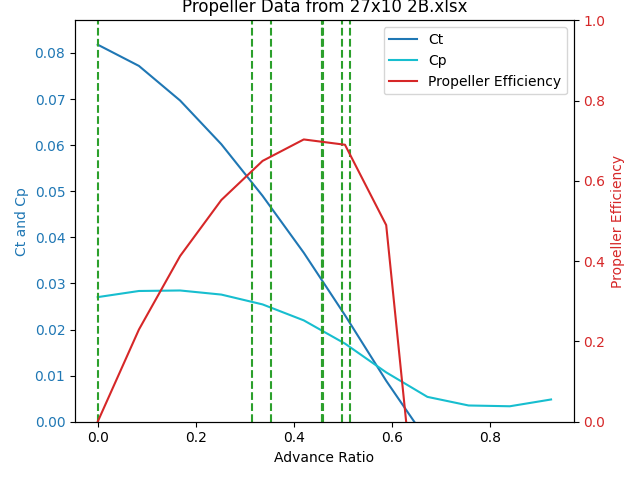 Propeller Data from 27x10 2B.xlsx
Ct
Cp
Propeller Efficiency
0.08
0.07
0.06
0.05
0.04
0.03
0.02
0.01
0.00
Ct and Cp
1.0
0.8
0.6
0.4
0.2
0.0
Propeller Efficiency
0.0 0.2 0.4 0.6 0.8
Advance Ratio